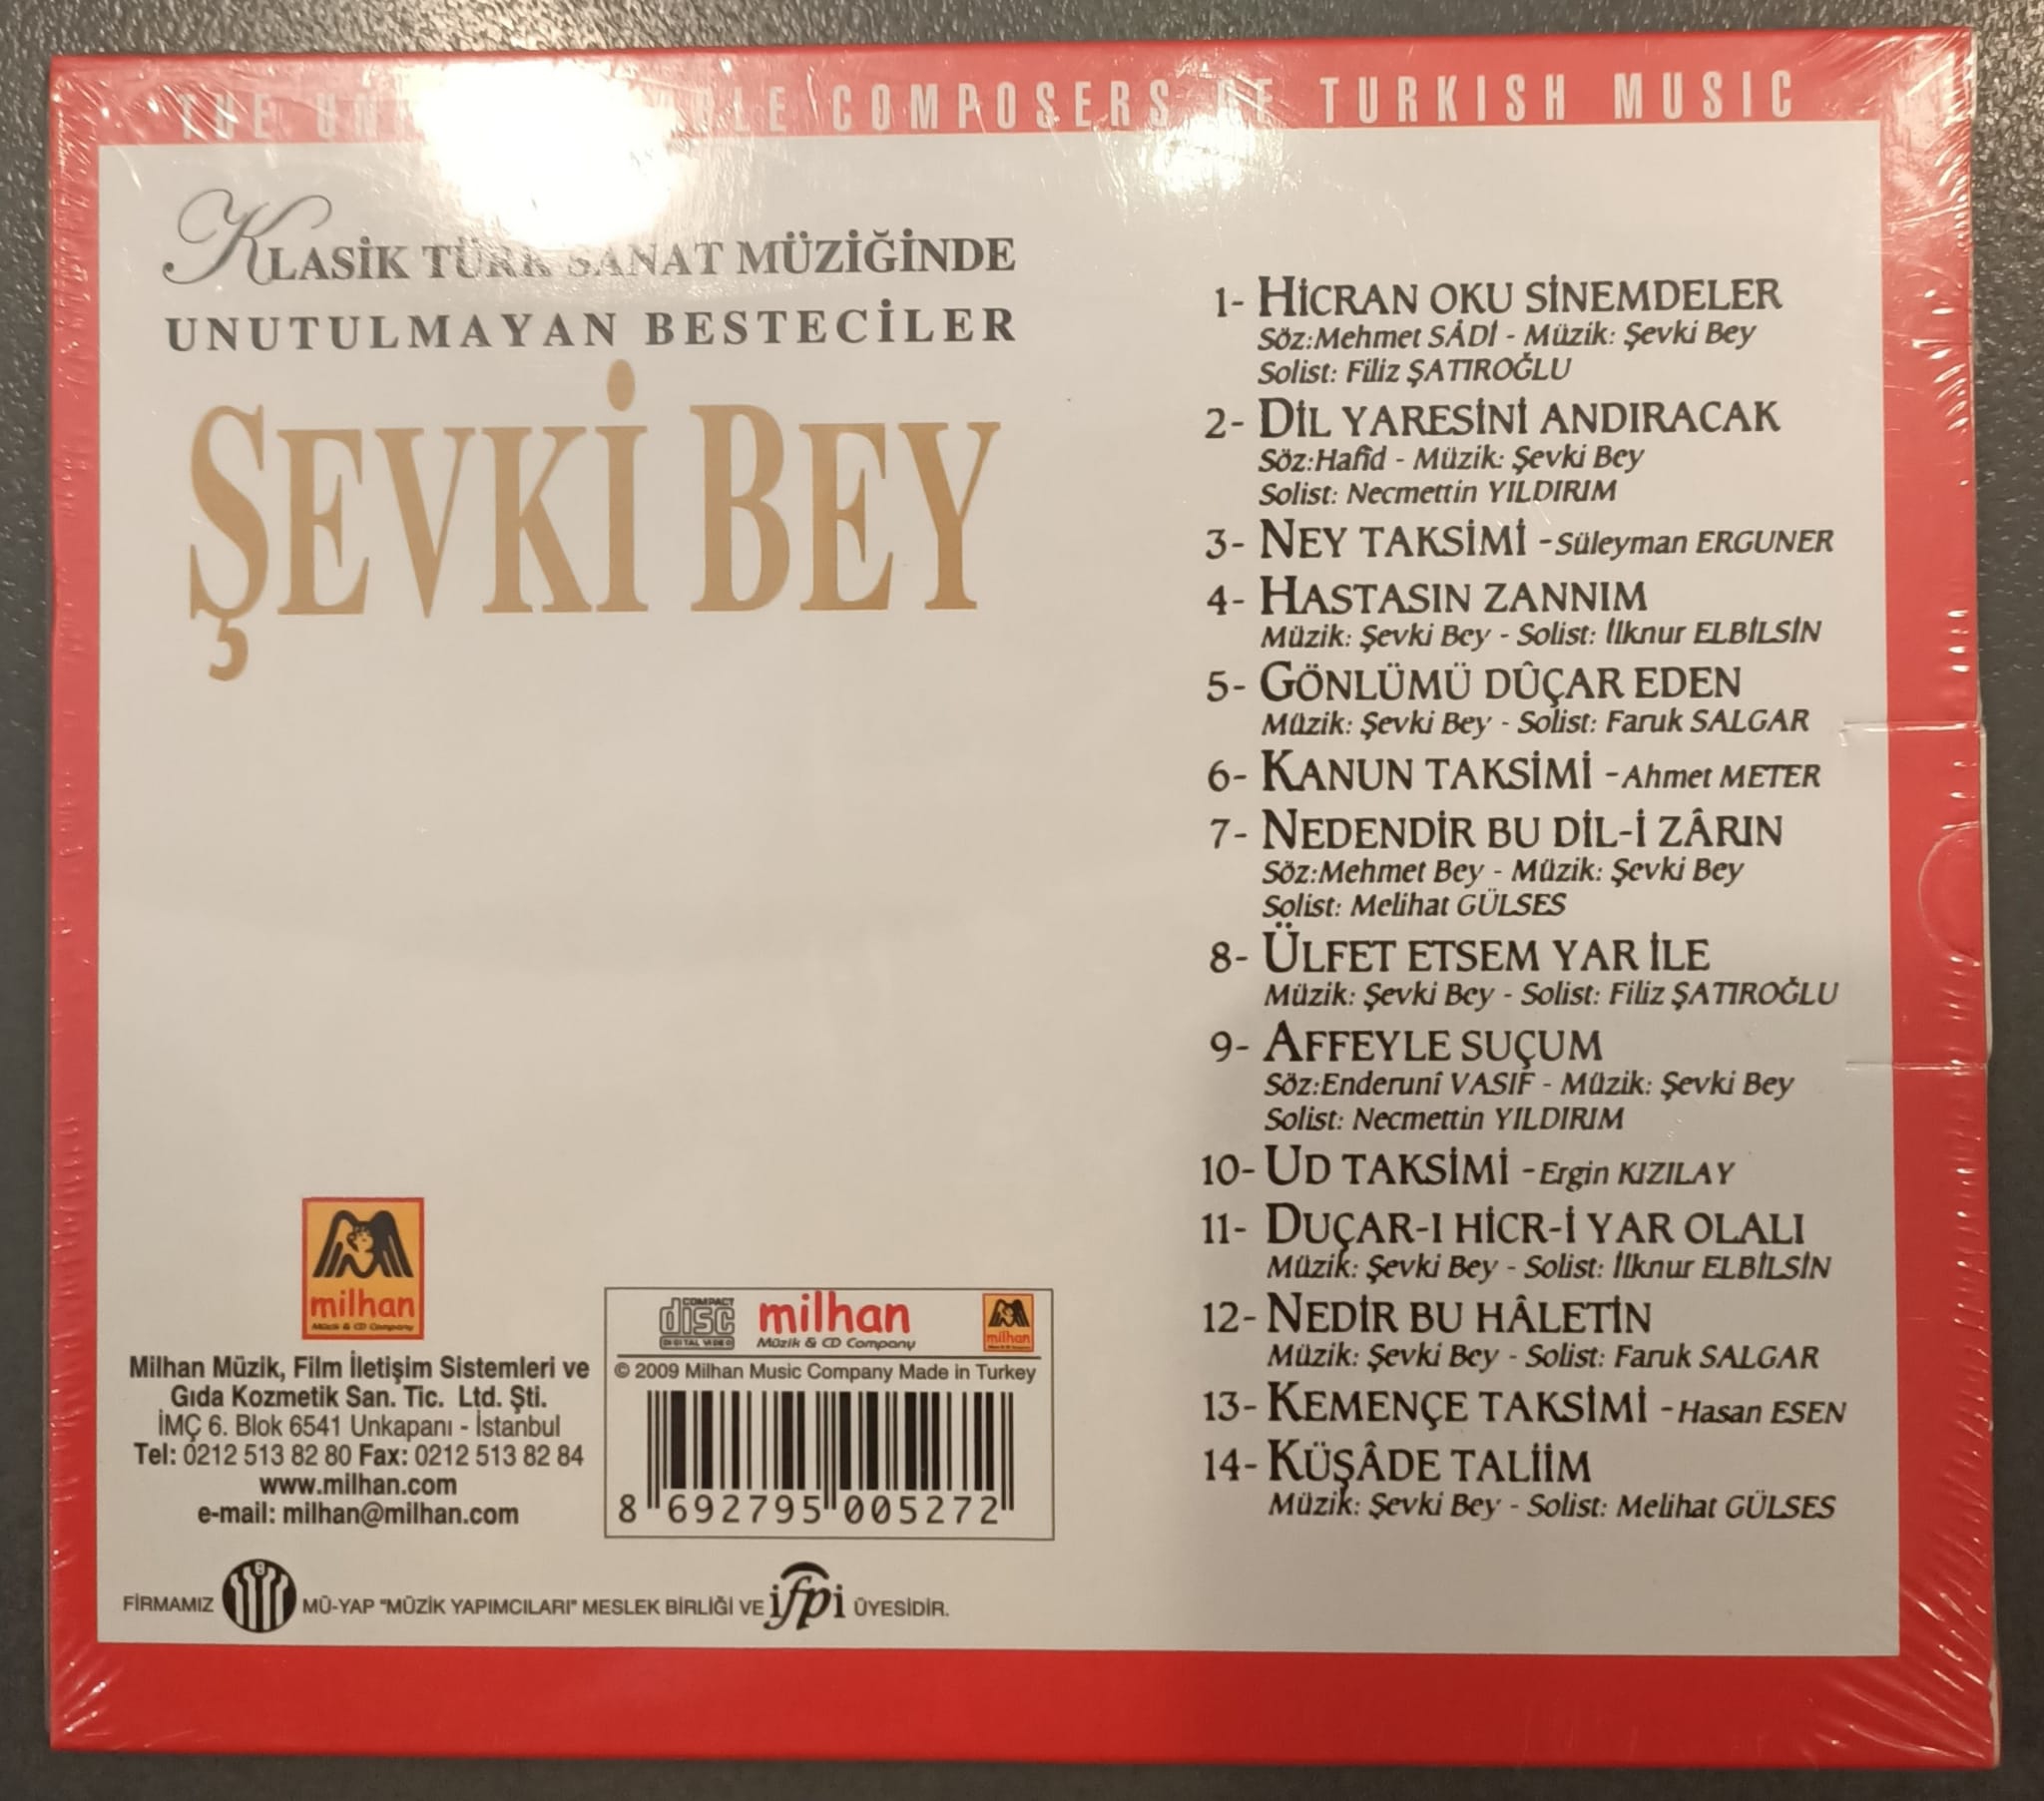 THE COMPOSERS OF TURKISH MUSIC
KLASİK TÜRK SANAT MÜZİĞİNDE
UNUTULMAYAN BESTECİLER
ŞEVKİ BEY
1- HİCRAN OKU SİNEMDELER
Söz:Mehmet SÂDİ - Müzik: Şevki Bey
Solist: Filiz ŞATIROĞLU
2- DİL YARESİNİ ANDIRACAK
Söz:Hafîd - Müzik: Şevki Bey
Solist: Necmettin YILDIRIM
3- NEY TAKSİMİ - Süleyman ERGUNER
4- HASTASIN ZANNIM
Müzik: Şevki Bey - Solist: İlknur ELBİLSİN
5- GÖNLÜMÜ DÛÇAR EDEN
Müzik: Şevki Bey - Solist: Faruk SALGAR
6- KANUN TAKSİMİ - Ahmet METER
7- NEDENDİR BU DİL-İ ZÂRIN
Söz:Mehmet Bey - Müzik: Şevki Bey
Solist: Melihat GÜLSES
8- ÜLFET ETSEM YAR İLE
Müzik: Şevki Bey - Solist: Filiz ŞATIROĞLU
9- AFFEYLE SUÇUM
Söz:Enderunî VASIF - Müzik: Şevki Bey
Solist: Necmettin YILDIRIM
10- UD TAKSİMİ - Ergin KIZILAY
11- DUÇAR-I HİCR-İ YAR OLALI
Müzik: Şevki Bey - Solist: İlknur ELBİLSİN
12- NEDİR BU HÂLETİN
Müzik: Şevki Bey - Solist: Faruk SALGAR
13- KEMENÇE TAKSİMİ - Hasan ESEN
14- KÜŞÂDE TALİİM
Müzik: Şevki Bey - Solist: Melihat GÜLSES
milhan
Müzik & CD Company
Milhan Müzik, Film İletişim Sistemleri ve
Gıda Kozmetik San. Tic. Ltd. Şti.
İMÇ 6. Blok 6541 Unkapanı - İstanbul
Tel: 0212 513 82 80 Fax: 0212 513 82 84
www.milhan.com
e-mail: milhan@milhan.com
COMPACT
disc
DIGITAL VIDEO
milhan
Müzik & CD Company
milhan
© 2009 Milhan Music Company Made in Turkey
8 692795 005272
FİRMAMIZ MÜ-YAP "MÜZİK YAPIMCILARI" MESLEK BİRLİĞİ VE ifpi ÜYESİDİR.